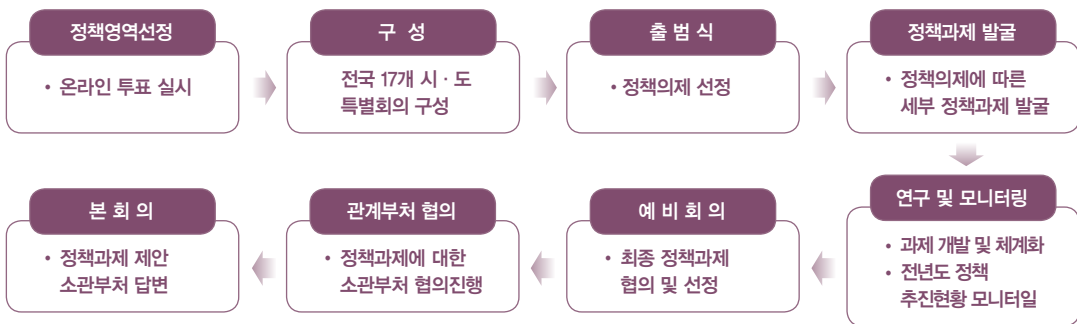 정책영역선정
• 온라인 투표 실시
구 성
전국 17개 시 · 도
특별회의 구성
출 범 식
• 정책의제 선정
정책과제 발굴
• 정책의제에 따른
세부 정책과제 발굴
연구 및 모니터링
• 과제 개발 및 체계화
• 전년도 정책
추진현황 모니터일
예 비 회 의
• 최종 정책과제
협의 및 선정
관계부처 협의
• 정책과제에 대한
소관부처 협의진행
본 회 의
• 정책과제 제안
소관부처 답변